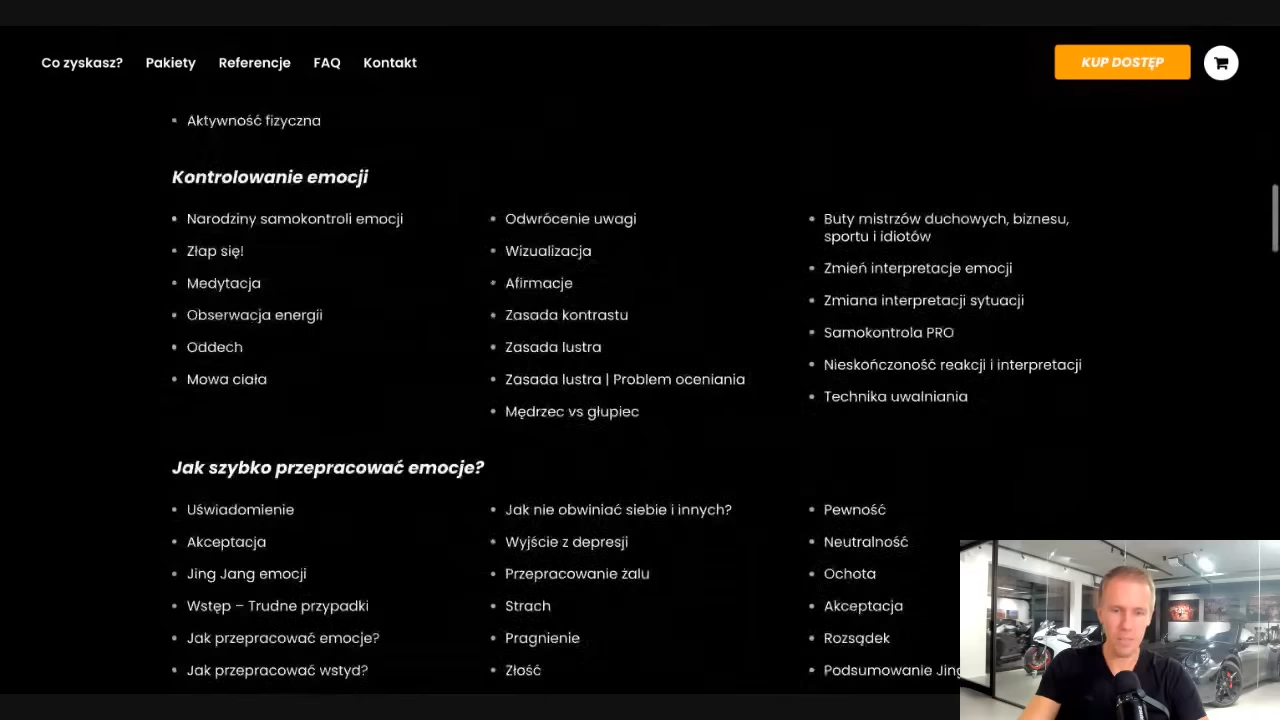 Co zyskasz?
Pakiety
Referencje
FAQ
Kontakt
KUP DOSTĘP
Aktywność fizyczna
Kontrolowanie emocji
Narodziny samokontroli emocji
Złap się!
Medytacja
Obserwacja energii
Oddech
Mowa ciała
Odwrócenie uwagi
Wizualizacja
Afirmacje
Zasada kontrastu
Zasada lustra
Zasada lustra | Problem oceniania
Mędrzec vs głupiec
Buty mistrzów duchowych, biznesu,
sportu i idiotów
Zmień interpretacje emocji
Zmiana interpretacji sytuacji
Samokontrola PRO
Nieskończoność reakcji i interpretacji
Technika uwalniania
Jak szybko przepracować emocje?
Uświadomienie
Akceptacja
Jing Jang emocji
Wstęp – Trudne przypadki
Jak przepracować emocje?
Jak przepracować wstyd?
Jak nie obwiniać siebie i innych?
Wyjście z depresji
Przepracowanie żalu
Strach
Pragnienie
Złość
Pewność
Neutralność
Ochota
Akceptacja
Rozsądek
Podsumowanie Jing